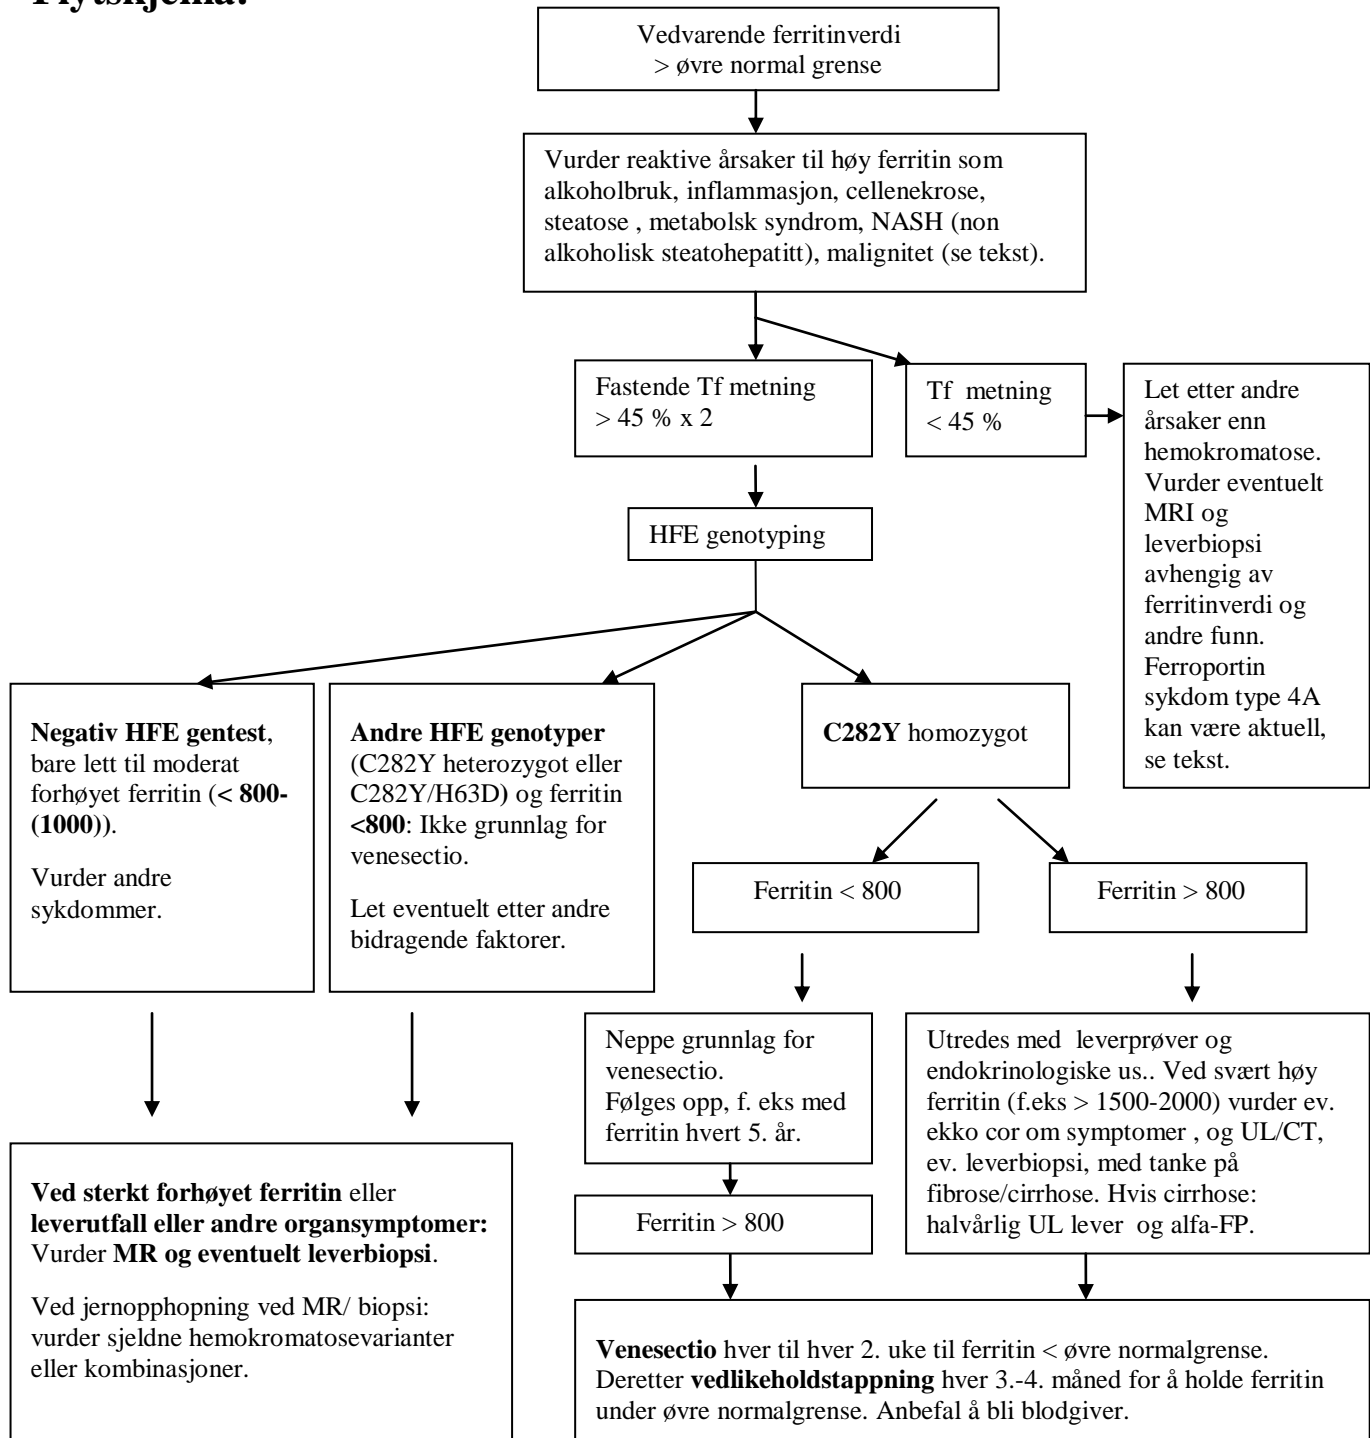 Flytskjema:
Vedvarende ferritinverdi
> øvre normal grense
Vurder reaktive årsaker til høy ferritin som
alkoholbruk, inflammasjon, cellenekrose,
steatose , metabolsk syndrom, NASH (non
alkoholisk steatohepatitt), malignitet (se tekst).
Fastende Tf metning
> 45 % x 2
Tf  metning
< 45 %
Let etter andre
årsaker enn
hemokromatose.
Vurder eventuelt
MRI og
leverbiopsi
avhengig av
ferritinverdi og
andre funn.
Ferroportin
sykdom type 4A
kan være aktuell,
se tekst.
HFE genotyping
Negativ HFE gentest,
bare lett til moderat
forhøyet ferritin (< 800-
(1000)).
Vurder andre
sykdommer.
Andre HFE genotyper
(C282Y heterozygot eller
C282Y/H63D) og ferritin
<800: Ikke grunnlag for
venesectio.
Let eventuelt etter andre
bidragende faktorer.
C282Y homozygot
Ferritin < 800
Ferritin > 800
Neppe grunnlag for
venesectio.
Følges opp, f. eks med
ferritin hvert 5. år.
Utredes med  leverprøver og
endokrinologiske us.. Ved svært høy
ferritin (f.eks > 1500-2000) vurder ev.
ekko cor om symptomer , og UL/CT,
ev. leverbiopsi, med tanke på
fibrose/cirrhose. Hvis cirrhose:
halvårlig UL lever  og alfa-FP.
Ferritin > 800
Ved sterkt forhøyet ferritin eller
leverutfall eller andre organsymptomer:
Vurder MR og eventuelt leverbiopsi.
Ved jernopphopning ved MR/ biopsi:
vurder sjeldne hemokromatosevarianter
eller kombinasjoner.
Venesectio hver til hver 2. uke til ferritin < øvre normalgrense.
Deretter vedlikeholdstappning hver 3.-4. måned for å holde ferritin
under øvre normalgrense. Anbefal å bli blodgiver.